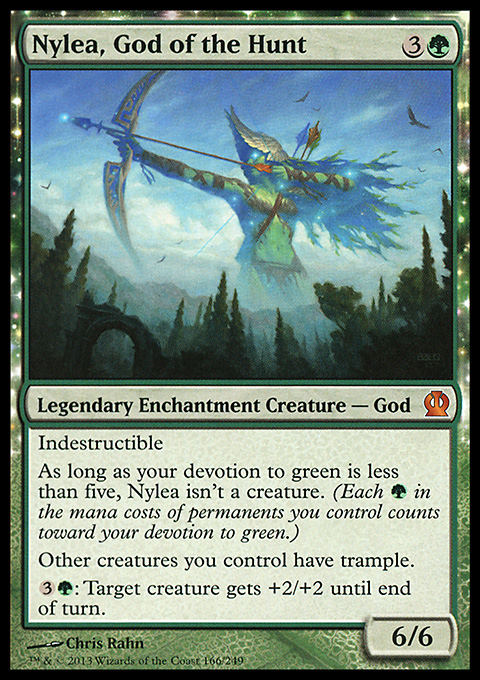 Nylea, God of the Hunt 3
Legendary Enchantment Creature — God
Indestructible
As long as your devotion to green is less
than five, Nylea isn't a creature. (Each in
the mana costs of permanents you control counts
toward your devotion to green.)
Other creatures you control have trample.
3 : Target creature gets +2/+2 until end
of turn.
6/6
Chris Rahn
™ & © 2013 Wizards of the Coast 166/249